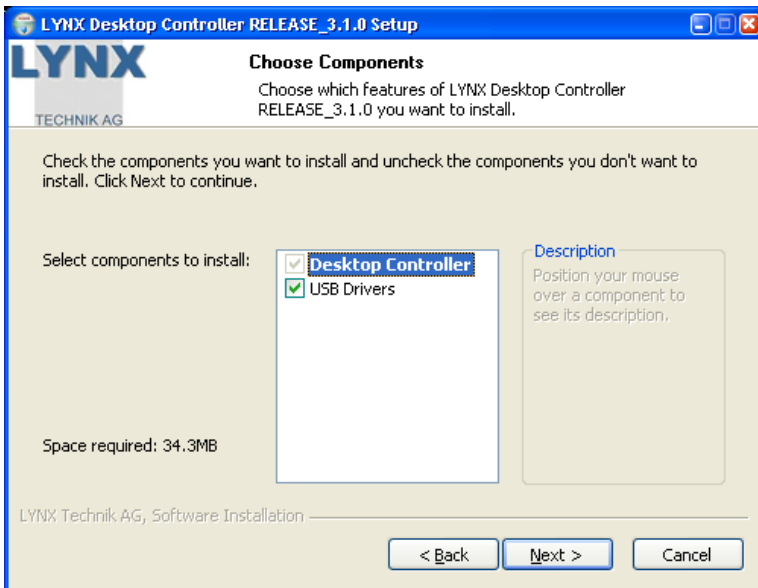 LYNX Desktop Controller RELEASE_3.1.0 Setup
LYNX
TECHNIK AG
Choose Components
Choose which features of LYNX Desktop Controller
RELEASE_3.1.0 you want to install.
Check the components you want to install and uncheck the components you don't want to
install. Click Next to continue.
Select components to install:
Desktop Controller
USB Drivers
Description
Position your mouse
over a component to
see its description.
Space required: 34.3MB
LYNX Technik AG, Software Installation
< Back
Next >
Cancel